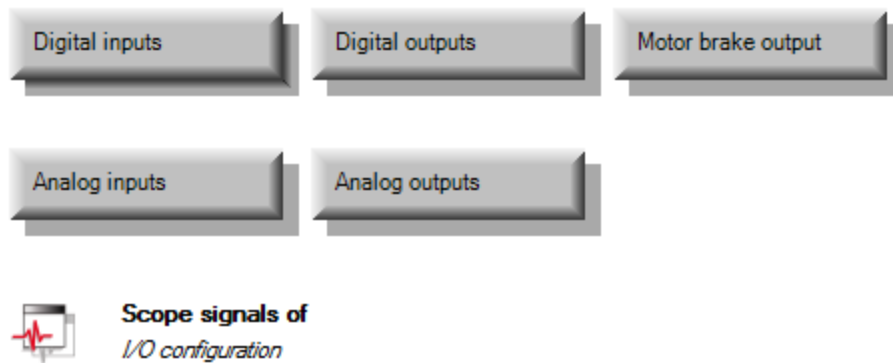 Digital inputs
Digital outputs
Motor brake output
Analog inputs
Analog outputs
Scope signals of
I/O configuration